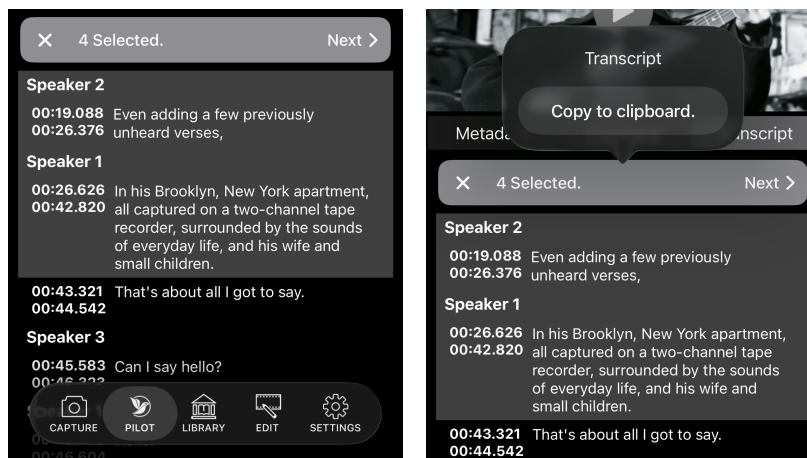 4 Selected.
Next
Speaker 2
00:19.088 Even adding a few previously
00:26.376 unheard verses,
Speaker 1
00:26.626 In his Brooklyn, New York apartment,
00:42.820 all captured on a two-channel tape
recorder, surrounded by the sounds
of everyday life, and his wife and
small children.
00:43.321 That's about all I got to say.
00:44.542
Speaker 3
00:45.583 Can I say hello?
CAPTURE
PILOT
LIBRARY
EDIT
SETTINGS
Transcript
Copy to clipboard.
4 Selected.
Next
Speaker 2
00:19.088 Even adding a few previously
00:26.376 unheard verses,
Speaker 1
00:26.626 In his Brooklyn, New York apartment,
00:42.820 all captured on a two-channel tape
recorder, surrounded by the sounds
of everyday life, and his wife and
small children.
00:43.321 That's about all I got to say.
00:44.542